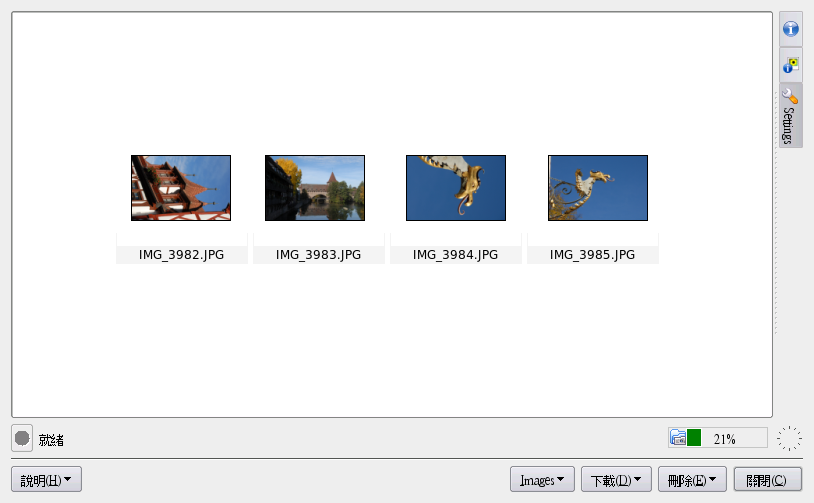 Settings
IMG_3982.JPG
IMG_3983.JPG
IMG_3984.JPG
IMG_3985.JPG
就緒
21%
說明(H)
Images
下載(D)
刪除(E)
關閉(C)